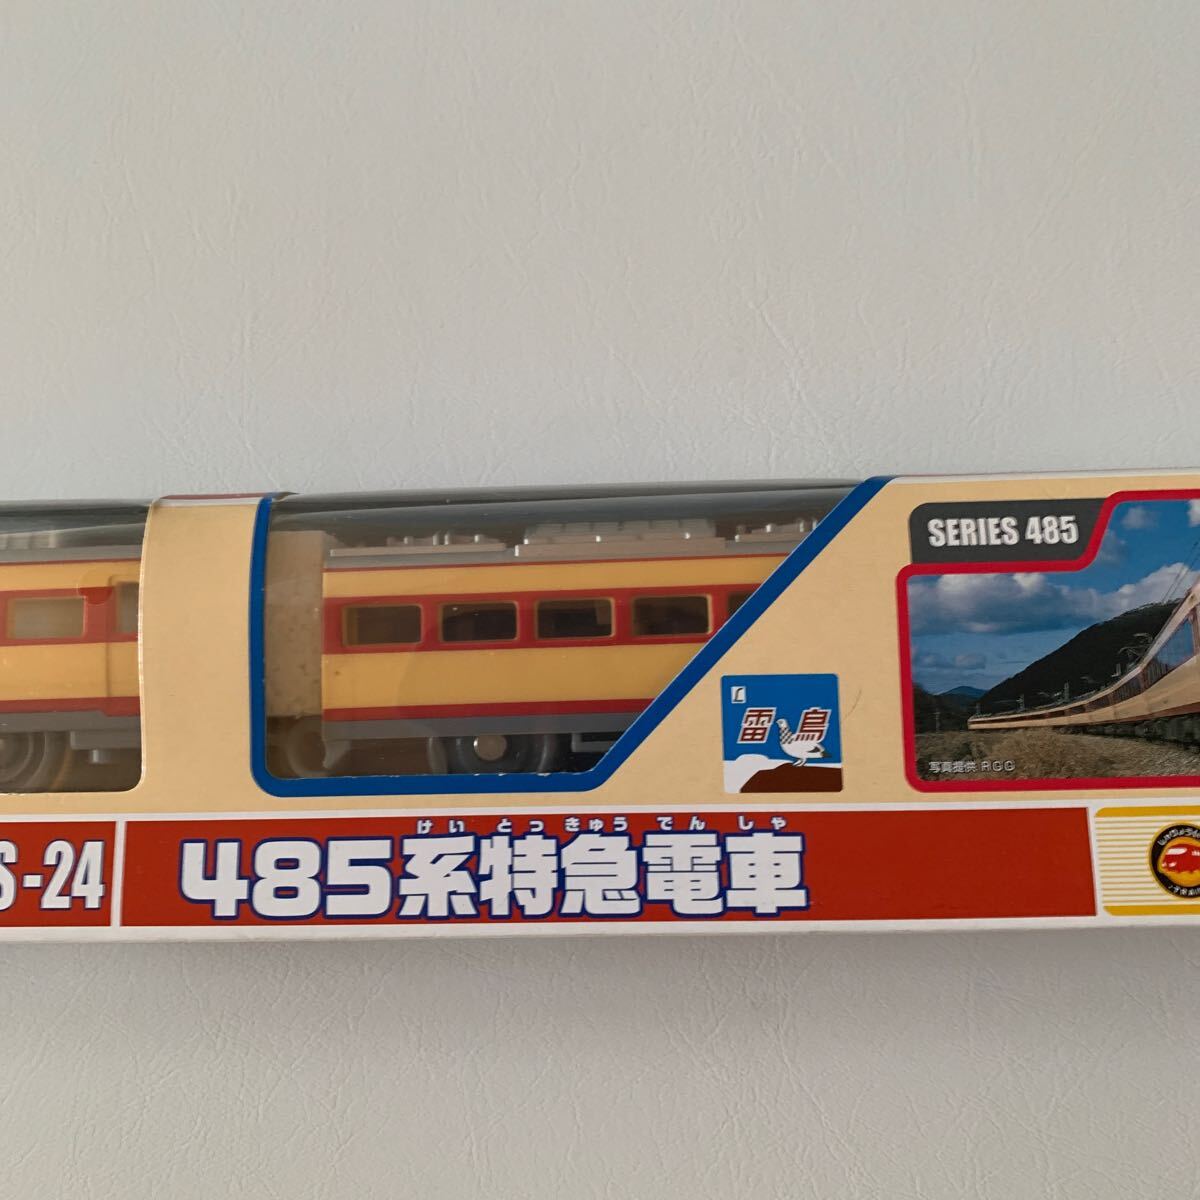 SERIES 485
雷鳥
写真提供 RGG
S-24
けい とっきゅう でんしゃ
485系特急電車